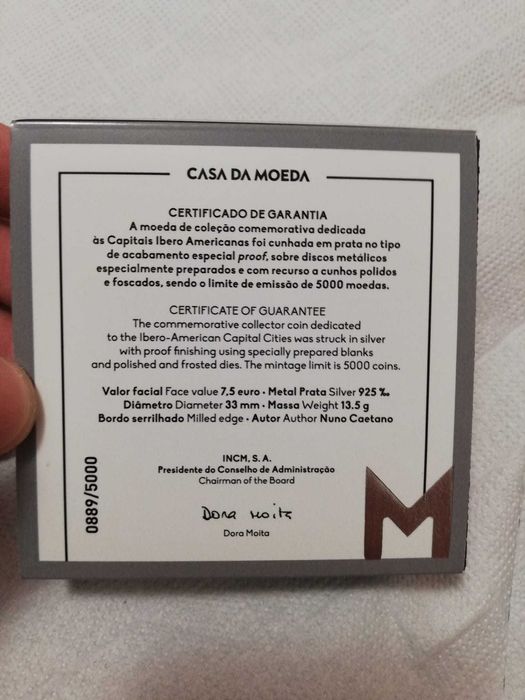 CASA DA MOEDA
CERTIFICADO DE GARANTIA
A moeda de coleção comemorativa dedicada
às Capitais Ibero Americanas foi cunhada em prata no tipo
de acabamento especial proof, sobre discos metálicos
especialmente preparados e com recurso a cunhos polidos
e foscados, sendo o limite de emissão de 5000 moedas.
CERTIFICATE OF GUARANTEE
The commemorative collector coin dedicated
to the Ibero-American Capital Cities was struck in silver
with proof finishing using specially prepared blanks
and polished and frosted dies. The mintage limit is 5000 coins.
Valor facial Face value 7,5 euro · Metal Prata Silver 925 ‰
Diâmetro Diameter 33 mm · Massa Weight 13.5 g
Bordo serrilhado Milled edge · Autor Author Nuno Caetano
INCM, S. A.
Presidente do Conselho de Administração
Chairman of the Board
Dora Moita
Dora Moita
0889/5000
M